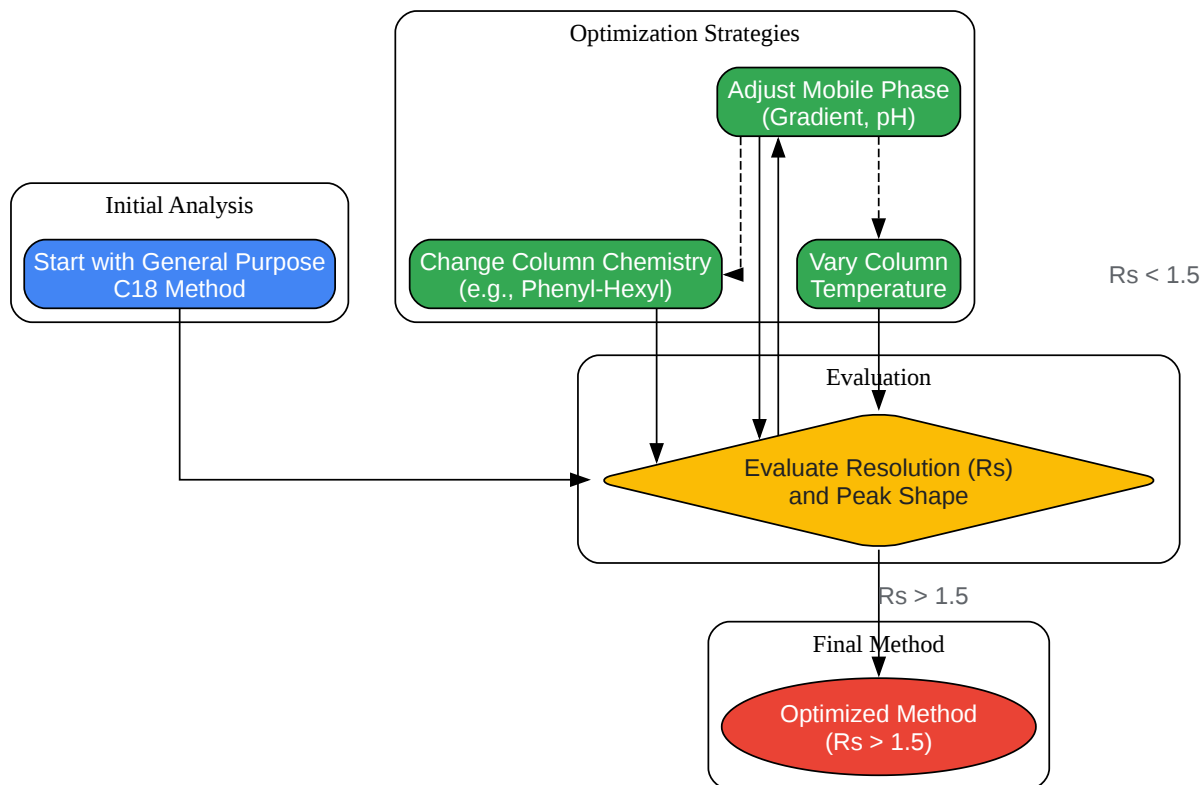 Optimization Strategies
Adjust Mobile Phase
(Gradient, pH)
Initial Analysis
Start with General Purpose
C18 Method
Change Column Chemistry
(e.g., Phenyl-Hexyl)
Vary Column
Temperature
Rs < 1.5
Evaluation
Evaluate Resolution (Rs)
and Peak Shape
Rs > 1.5
Final Method
Optimized Method
(Rs > 1.5)